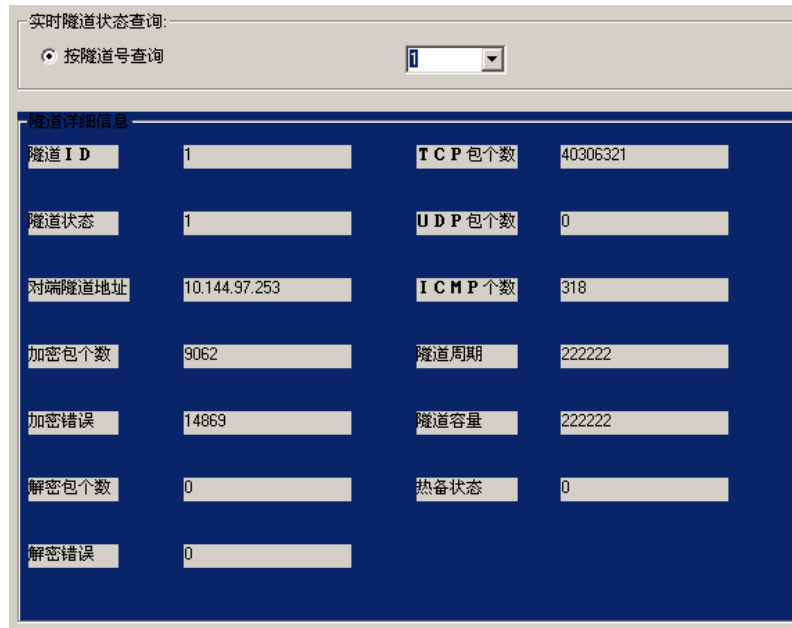 实时隧道状态查询:
按隧道号查询 1
隧道详细信息
隧道ID 1 TCP包个数 40306321
隧道状态 1 UDP包个数 0
对端隧道地址 10.144.97.253 ICMP个数 318
加密包个数 9062 隧道周期 222222
加密错误 14869 隧道容量 222222
解密包个数 0 热备状态 0
解密错误 0